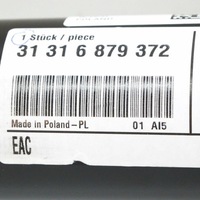 1 Stück / piece
31 31 6 879 372
Made in Poland-PL 01 AI5
EAC